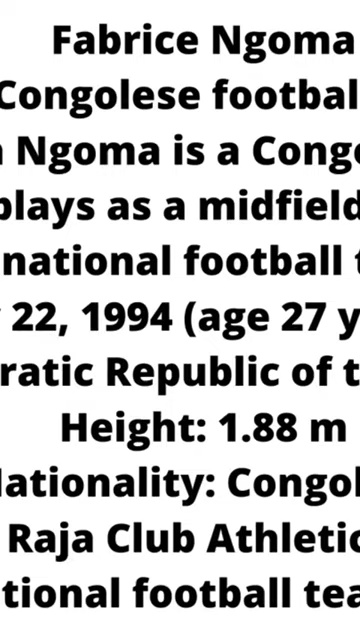 Fabrice Ngoma
Congolese footbal
Ngoma is a Cong
plays as a midfield
national football
22, 1994 (age 27 y
ratic Republic of t
Height: 1.88 m
Nationality: Congol
Raja Club Athletic
tional football tea